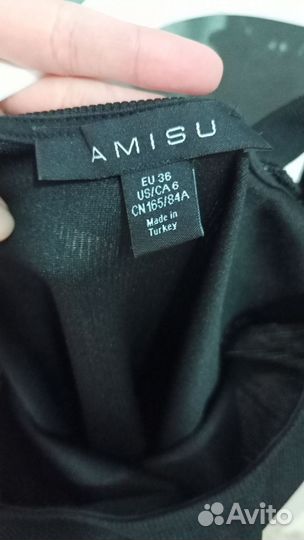 AMISU
EU 36
US/CA 6
CN165/84A
Made in
Turkey
Avito